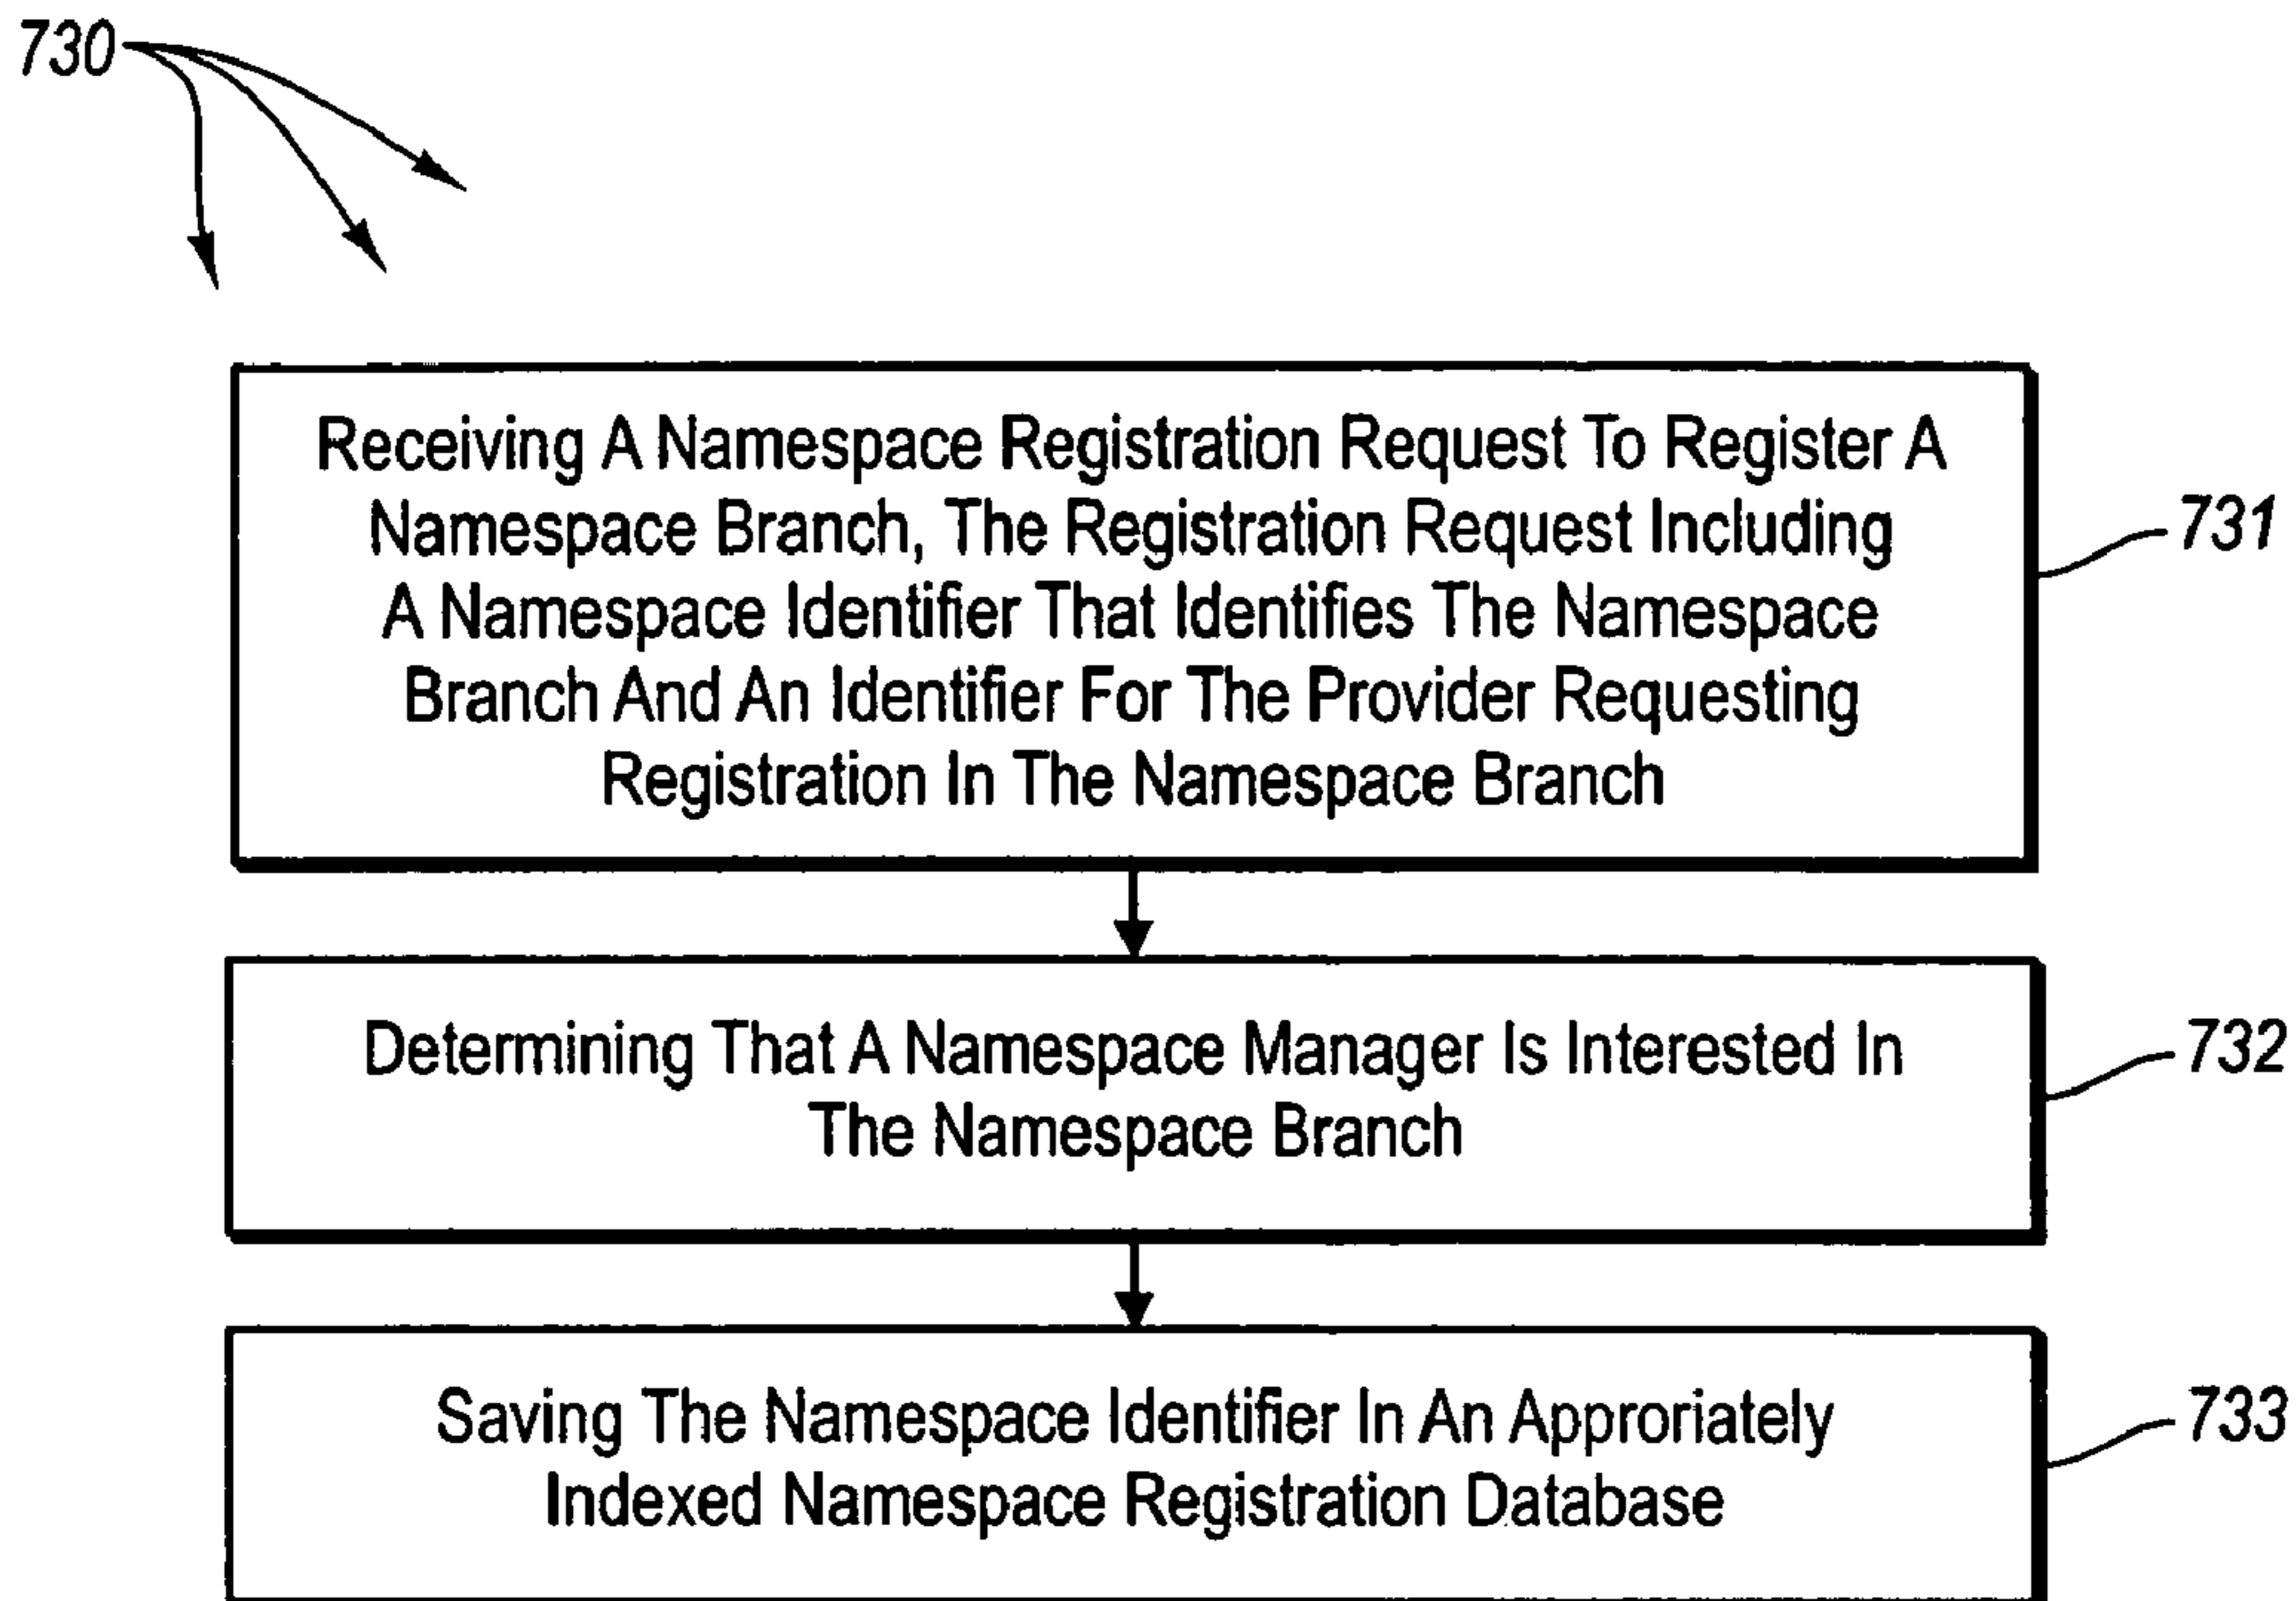 730
Receiving A Namespace Registration Request To Register A
Namespace Branch, The Registration Request Including
A Namespace Identifier That Identifies The Namespace
Branch And An Identifier For The Provider Requesting
Registration In The Namespace Branch
731
Determining That A Namespace Manager Is Interested In
The Namespace Branch
732
Saving The Namespace Identifier In An Approriately
Indexed Namespace Registration Database
733